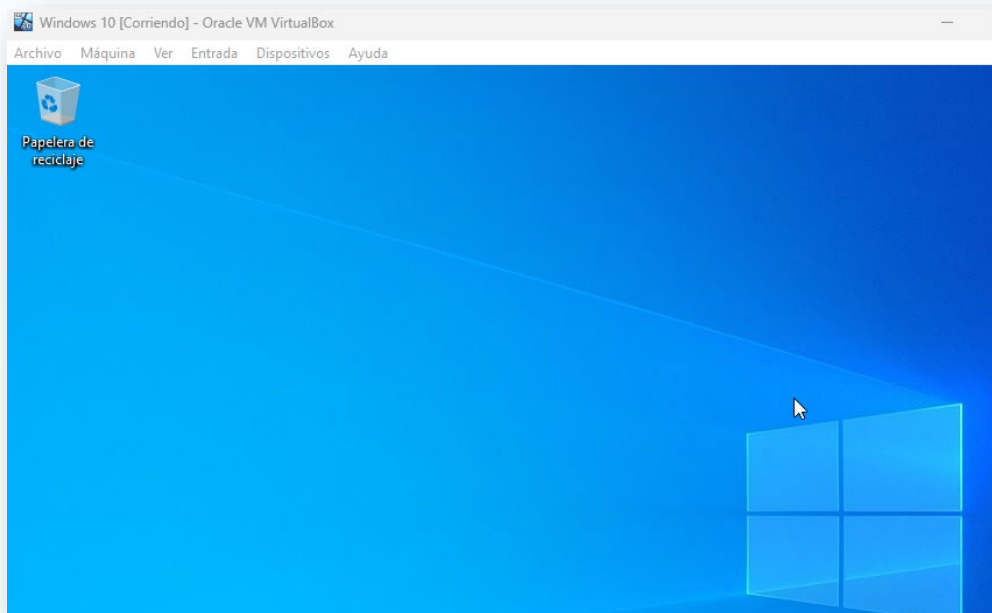 Windows 10 [Corriendo] - Oracle VM VirtualBox
Archivo Máquina Ver Entrada Dispositivos Ayuda
Papelera de
reciclaje